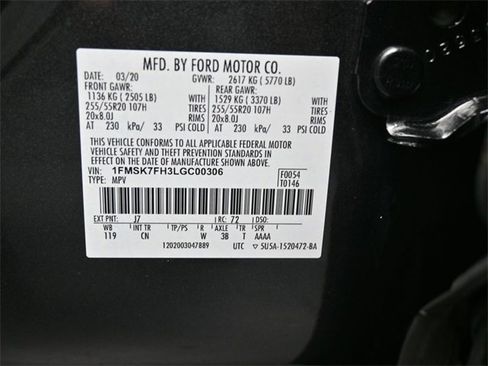 MFD. BY FORD MOTOR CO.
DATE: 03/20 GVWR: 2617 KG ( 5770 LB)
FRONT GAWR: REAR GAWR:
1136 KG ( 2505 LB) WITH 1529 KG ( 3370 LB) WITH
255/55R20 107H TIRES 255/55R20 107H TIRES
20x8.0J RIMS 20x8.0J RIMS
AT 230 kPa/ 33 PSI COLD AT 230 kPa/ 33 PSI COLD
THIS VEHICLE CONFORMS TO ALL APPLICABLE FEDERAL MOTOR
VEHICLE SAFETY AND THEFT PREVENTION STANDARDS IN
EFFECT ON THE DATE OF MANUFACTURE SHOWN ABOVE.
VIN: 1FMSK7FH3LGC00306 F0054
TYPE: MPV T0146
EXT PNT: J7 RC: 72 DSO:
WB INT TR TP/PS R AXLE TR SPR
119 CN W 3B T AAAA
1202003047889 UTC 5U5A-1520472-BA